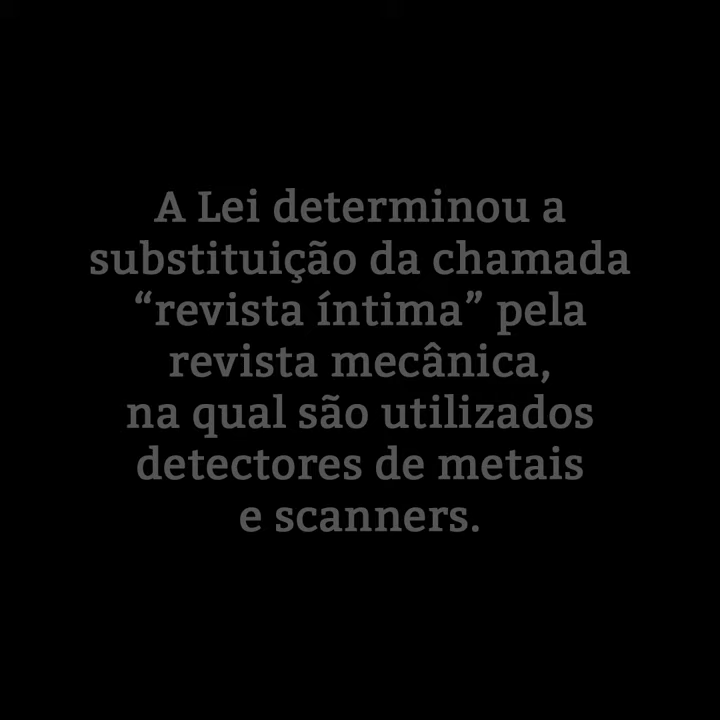 A Lei determinou a
substituição da chamada
“revista íntima” pela
revista mecânica,
na qual são utilizados
detectores de metais
e scanners.